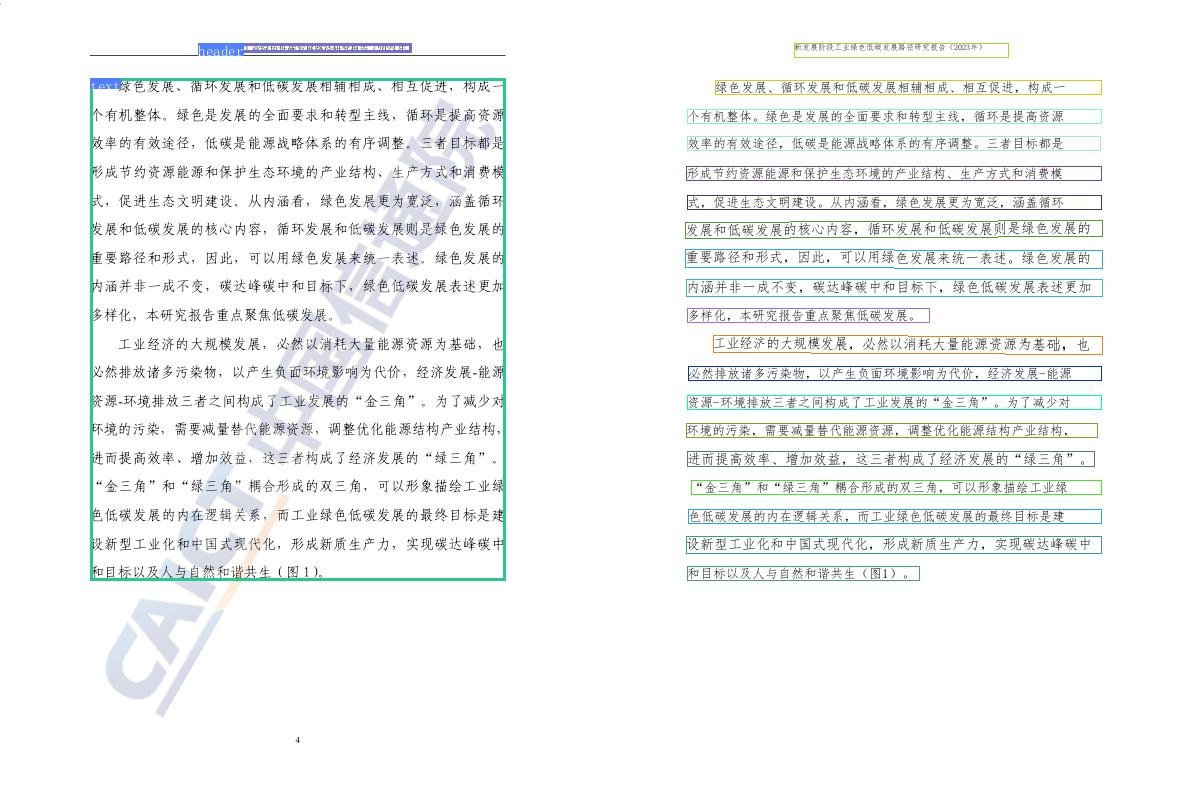 header
text
绿色发展、循环发展和低碳发展相辅相成、相互促进，构成一
个有机整体。绿色是发展的全面要求和转型主线，循环是提高资源
效率的有效途径，低碳是能源战略体系的有序调整。三者目标都是
形成节约资源能源和保护生态环境的产业结构、生产方式和消费模
式，促进生态文明建设。从内涵看，绿色发展更为宽泛，涵盖循环
发展和低碳发展的核心内容，循环发展和低碳发展则是绿色发展的
重要路径和形式，因此，可以用绿色发展来统一表述。绿色发展的
内涵并非一成不变，碳达峰碳中和目标下，绿色低碳发展表述更加
多样化，本研究报告重点聚焦低碳发展。
工业经济的大规模发展，必然以消耗大量能源资源为基础，也
必然排放诸多污染物，以产生负面环境影响为代价，经济发展-能源
资源-环境排放三者之间构成了工业发展的“金三角”。为了减少对
环境的污染，需要减量替代能源资源，调整优化能源结构产业结构，
进而提高效率、增加效益，这三者构成了经济发展的“绿三角”。
“金三角”和“绿三角”耦合形成的双三角，可以形象描绘工业绿
色低碳发展的内在逻辑关系，而工业绿色低碳发展的最终目标是建
设新型工业化和中国式现代化，形成新质生产力，实现碳达峰碳中
和目标以及人与自然和谐共生（图 1）。
CAICT 中国信通院
4
新发展阶段工业绿色低碳发展路径研究报告（2023年）
绿色发展、循环发展和低碳发展相辅相成、相互促进，构成一
个有机整体。绿色是发展的全面要求和转型主线，循环是提高资源
效率的有效途径，低碳是能源战略体系的有序调整。三者目标都是
形成节约资源能源和保护生态环境的产业结构、生产方式和消费模
式，促进生态文明建设。从内涵看，绿色发展更为宽泛，涵盖循环
发展和低碳发展的核心内容，循环发展和低碳发展则是绿色发展的
重要路径和形式，因此，可以用绿色发展来统一表述。绿色发展的
内涵并非一成不变，碳达峰碳中和目标下，绿色低碳发展表述更加
多样化，本研究报告重点聚焦低碳发展。
工业经济的大规模发展，必然以消耗大量能源资源为基础，也
必然排放诸多污染物，以产生负面环境影响为代价，经济发展-能源
资源-环境排放三者之间构成了工业发展的“金三角”。为了减少对
环境的污染，需要减量替代能源资源，调整优化能源结构产业结构，
进而提高效率、增加效益，这三者构成了经济发展的“绿三角”。
“金三角”和“绿三角”耦合形成的双三角，可以形象描绘工业绿
色低碳发展的内在逻辑关系，而工业绿色低碳发展的最终目标是建
设新型工业化和中国式现代化，形成新质生产力，实现碳达峰碳中
和目标以及人与自然和谐共生（图1）。